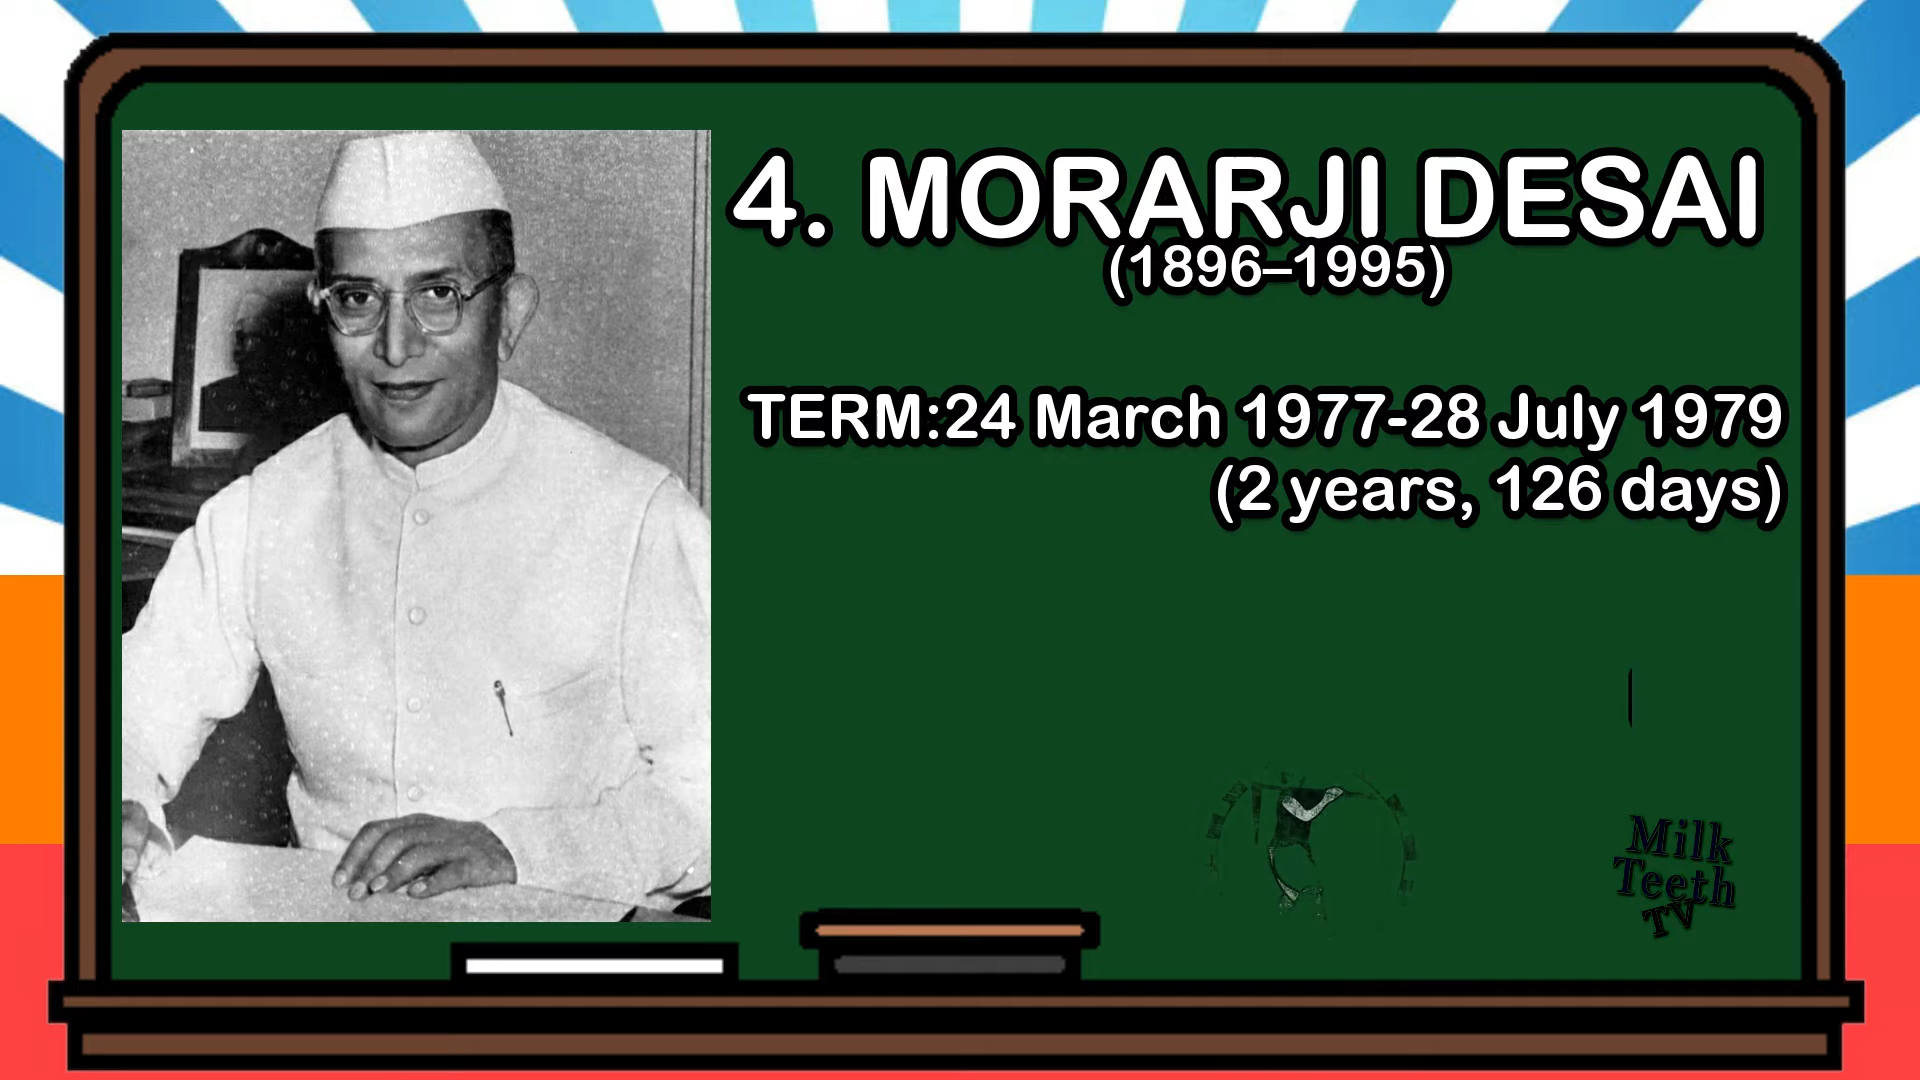 4. MORARJI DESAI
(1896–1995)
TERM:24 March 1977-28 July 1979
(2 years, 126 days)
Milk
Teeth
TV